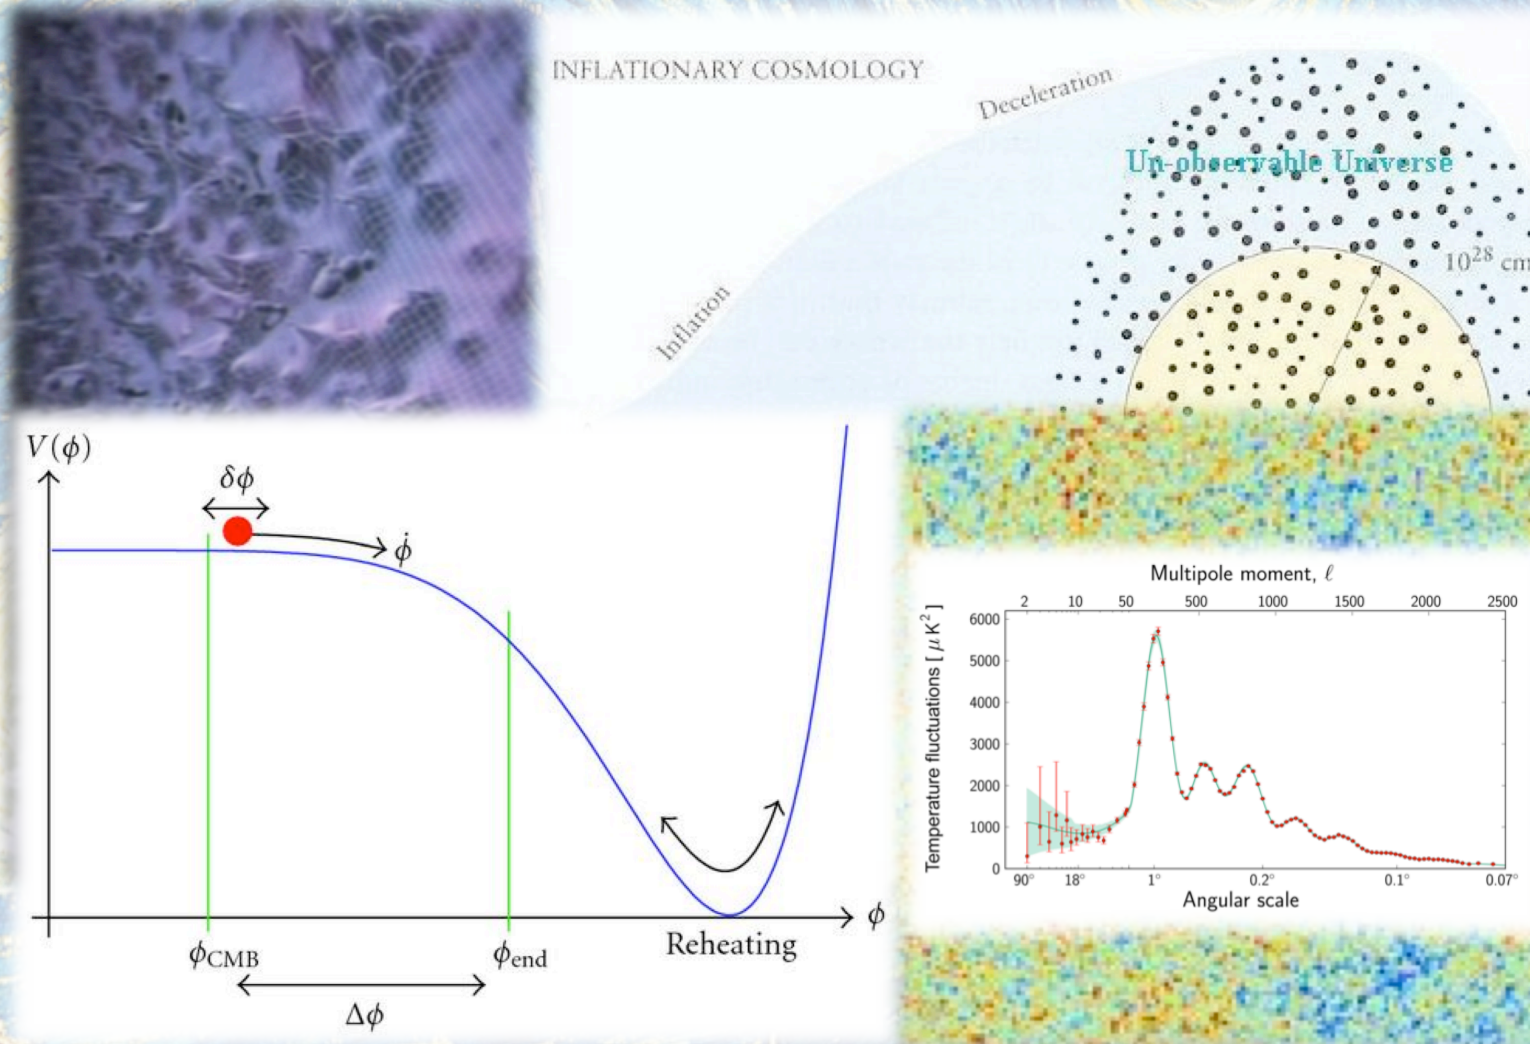 INFLATIONARY COSMOLOGY
Deceleration
Un-observable Universe
10²⁸ cm
Inflation
V(ϕ)
δϕ
ϕ̇
ϕ
ϕCMB
ϕend
Reheating
Δϕ
Multipole moment, ℓ
2 10 50 500 1000 1500 2000 2500
Temperature fluctuations [ μ K² ]
6000
5000
4000
3000
2000
1000
0
90° 18° 1° 0.2° 0.1° 0.07°
Angular scale